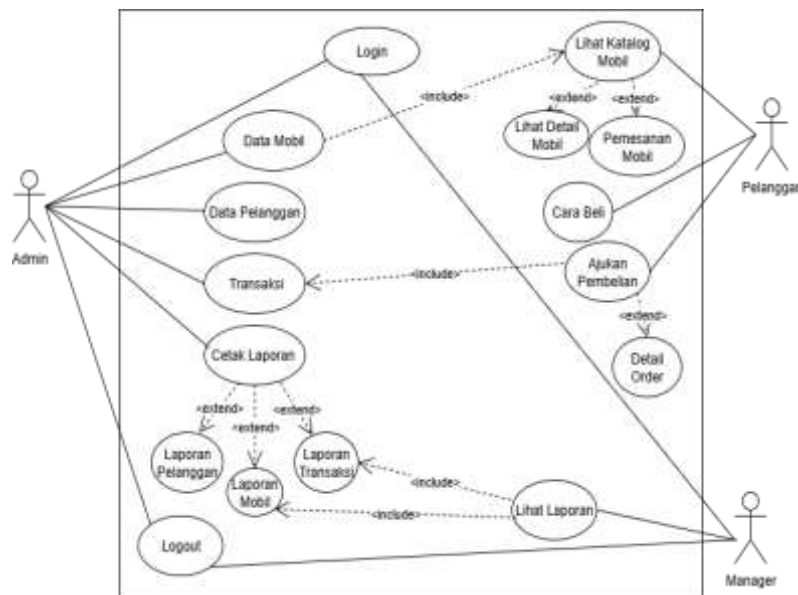 Login
Lihat Katalog
Mobil
<include>
<extend>
<extend>
Data Mobil
Lihat Detail
Mobil
Pemesanan
Mobil
Pelanggan
Data Pelanggan
Cara Beli
Admin
Transaksi
<include>
Ajukan
Pembelian
<extend>
Cetak Laporan
Detail
Order
<extend>
<extend>
<extend>
Laporan
Pelanggan
Laporan
Mobil
Laporan
Transaksi
<include>
<include>
Lihat Laporan
Logout
Manager